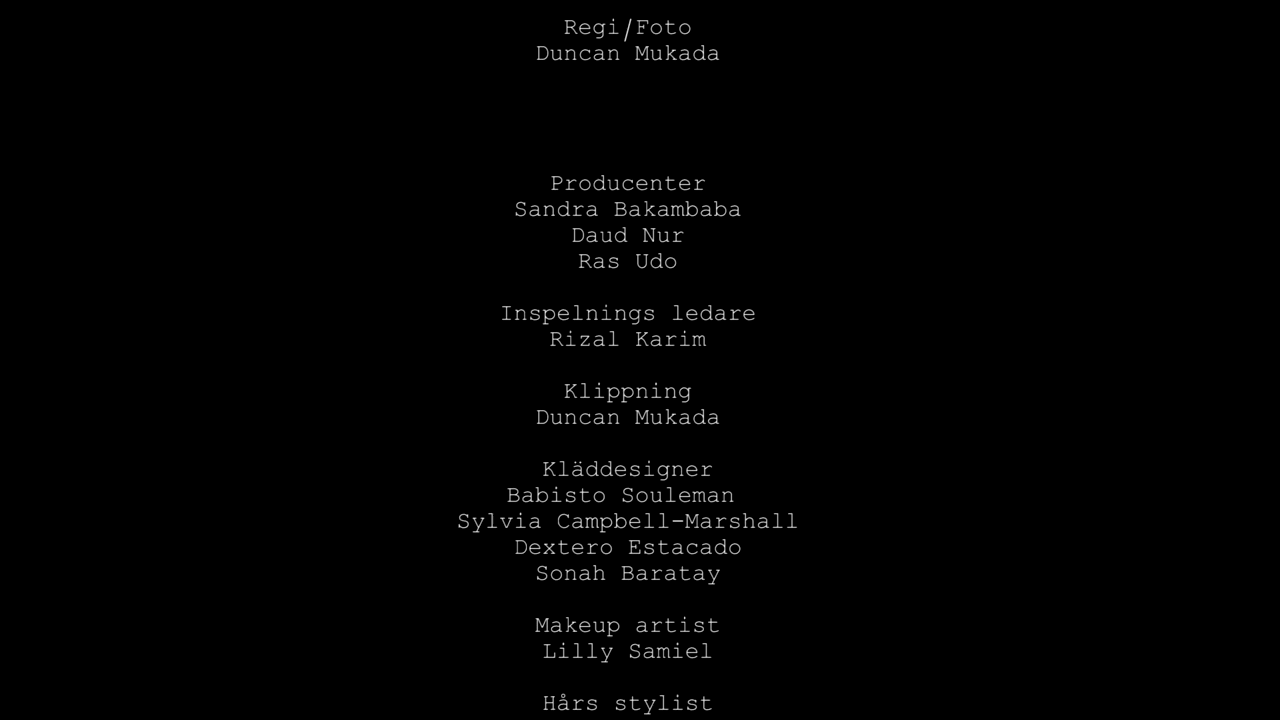 Regi/Foto
Duncan Mukada
Producenter
Sandra Bakambaba
Daud Nur
Ras Udo
Inspelnings ledare
Rizal Karim
Klippning
Duncan Mukada
Kläddesigner
Babisto Souleman
Sylvia Campbell-Marshall
Dextero Estacado
Sonah Baratay
Makeup artist
Lilly Samiel
Hårs stylist